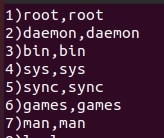 1)root,root
2)daemon,daemon
3)bin,bin
4)sys,sys
5)sync,sync
6)games,games
7)man,man